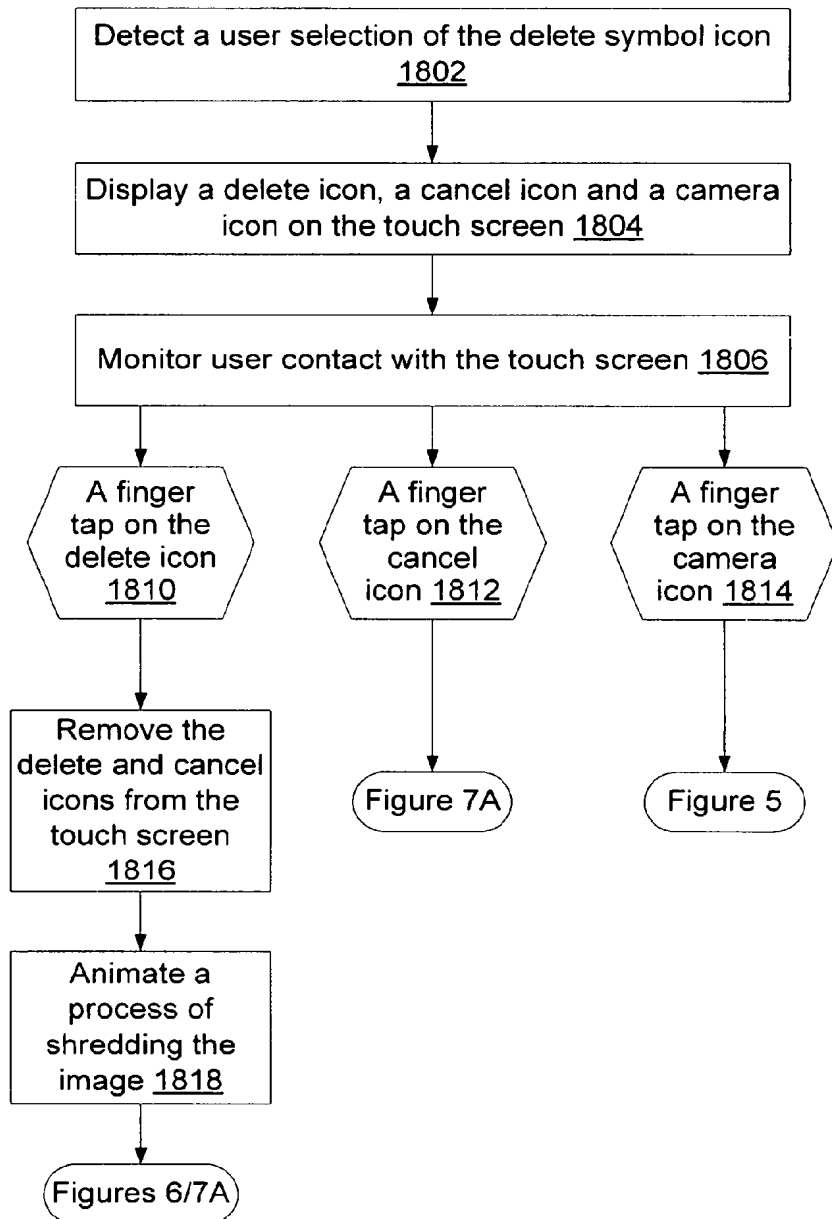 Detect a user selection of the delete symbol icon
1802
Display a delete icon, a cancel icon and a camera
icon on the touch screen 1804
Monitor user contact with the touch screen 1806
A finger
tap on the
delete icon
1810
A finger
tap on the
cancel
icon 1812
A finger
tap on the
camera
icon 1814
Remove the
delete and cancel
icons from the
touch screen
1816
Figure 7A
Figure 5
Animate a
process of
shredding the
image 1818
Figures 6/7A